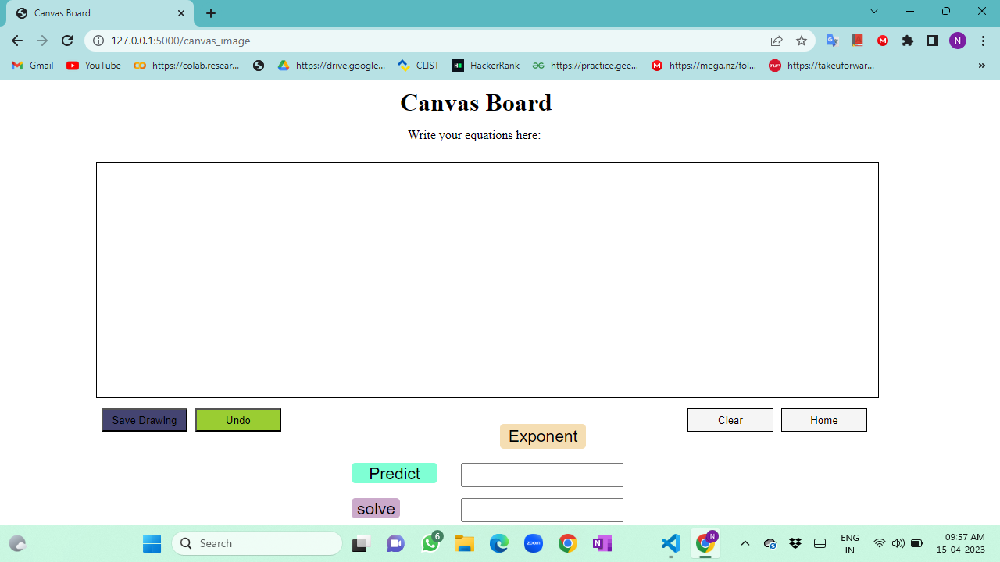 Canvas Board
127.0.0.1:5000/canvas_image
N
Gmail YouTube https://colab.resear... https://drive.google... CLIST HackerRank https://practice.gee... https://mega.nz/fol... https://takeuforwar... »
Canvas Board
Write your equations here:
Save Drawing Undo Clear Home
Exponent
Predict
solve
Search 6 zoom N N ENG 09:57 AM
IN 15-04-2023